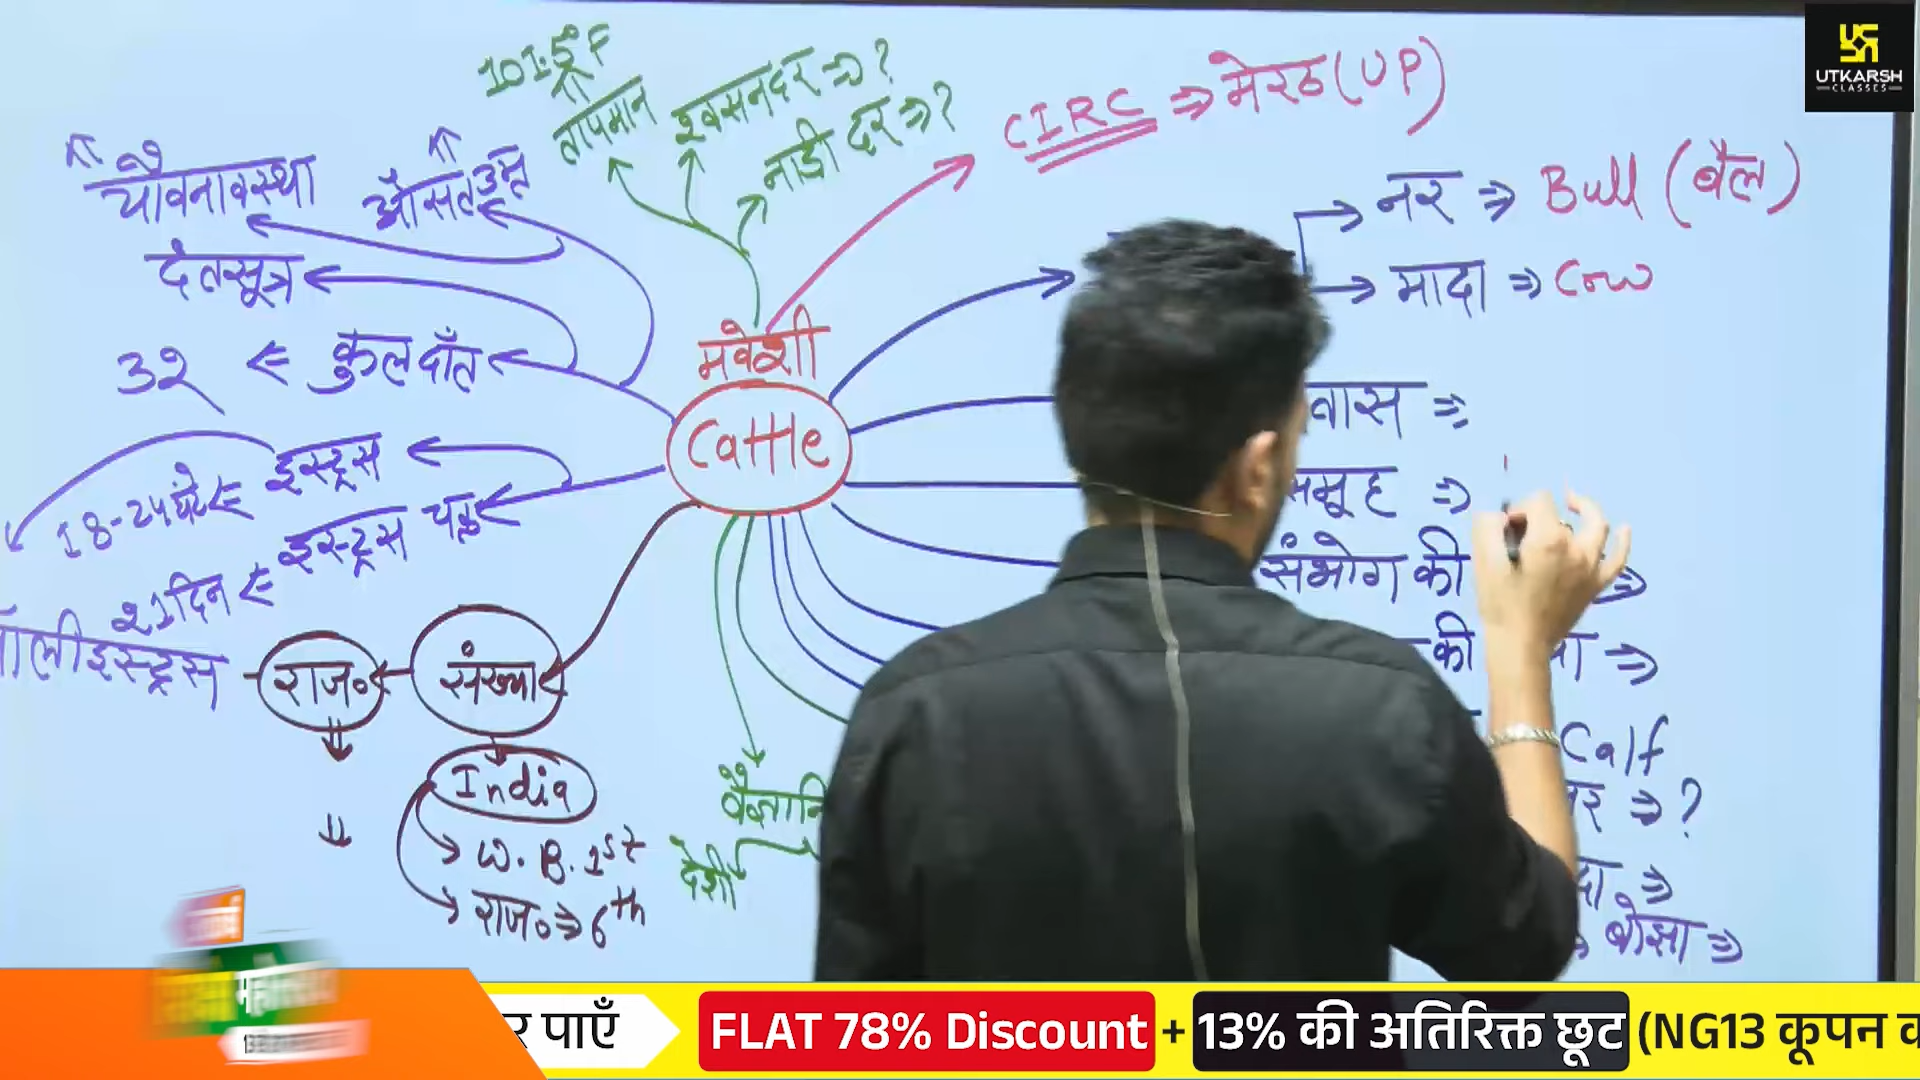 UTKARSH
CLASSES
101.5°F
तापमान
श्वसनदर ⇒ ?
नाडी दर ⇒ ?
CIRC ⇒ मेरठ (UP)
नर ⇒ Bull (बैल)
मादा ⇒ Cow
यौवनावस्था
औसत उम्र
दंतसूत्र
32 ⇐ कुल दाँत
मवेशी
Cattle
वास ⇒
समूह ⇒
संभोग की ⇒
की ⇒
18-24 घंटे ⇐ इस्ट्रस
21 दिन ⇐ इस्ट्रस चक्र
पॉलीइस्ट्रस
राज०
संख्या
India
W. B. 1st
राज० ⇒ 6th
देशी
Calf
नर ⇒ ?
⇒
बोझा ⇒
र पाएँ
FLAT 78% Discount + 13% की अतिरिक्त छूट (NG13 कूपन